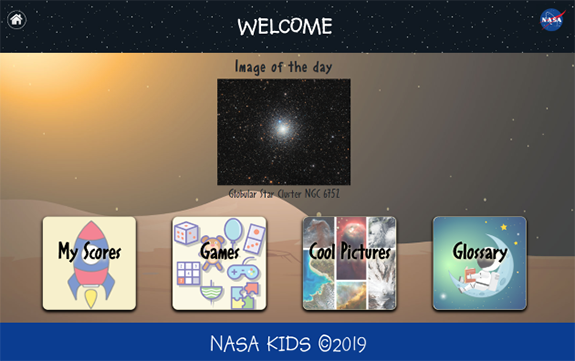 WELCOME
NASA
Image of the day
Globular Star Cluster NGC 6752
My Scores
Games
Cool Pictures
Glossary
NASA KIDS ©2019